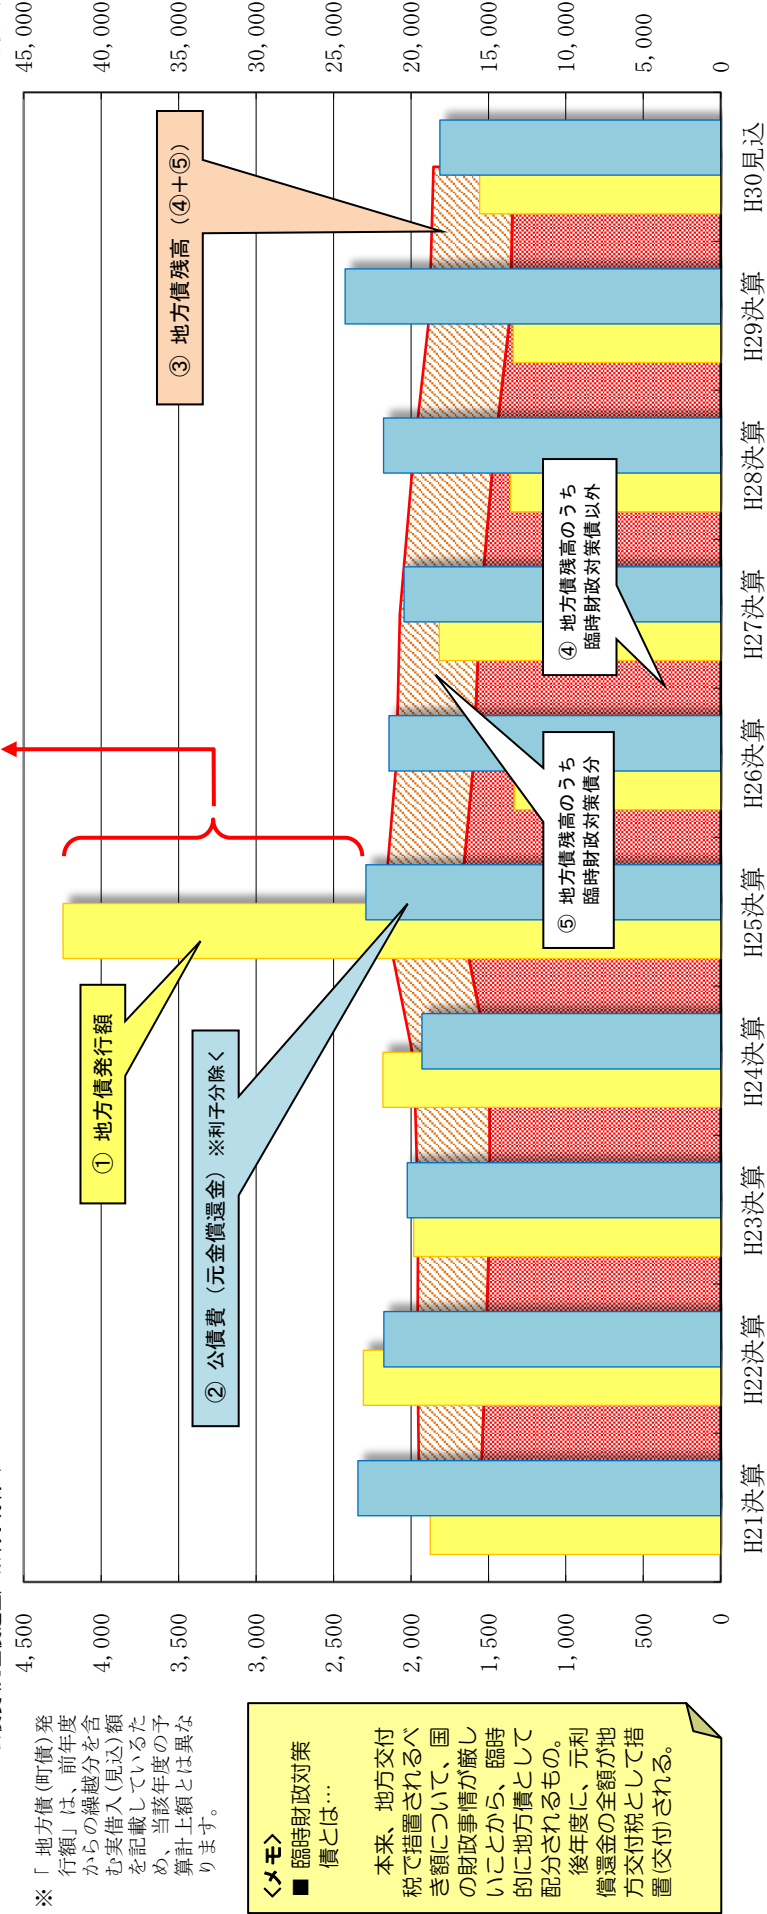 ※「地方債(町債)発
行額」は、前年度
からの繰越分を含
む実借入(見込)額
を記載しているた
め、当該年度の予
算計上額とは異な
ります。
<メモ>
■ 臨時財政対策
債とは…
本来、地方交付
税で措置されるべ
き額について、国
の財政事情が厳し
いことから、臨時
的に地方債として
配分されるもの。
後年度に、元利
償還金の全額が地
方交付税として措
置(交付)される。
4,500
4,000
3,500
3,000
2,500
2,000
1,500
1,000
500
0
① 地方債発行額
② 公債費(元金償還金)※利子分除く
③ 地方債残高(④+⑤)
④ 地方債残高のうち
臨時財政対策債以外
⑤ 地方債残高のうち
臨時財政対策債分
H21決算
H22決算
H23決算
H24決算
H25決算
H26決算
H27決算
H28決算
H29決算
H30見込
45,000
40,000
35,000
30,000
25,000
20,000
15,000
10,000
5,000
0